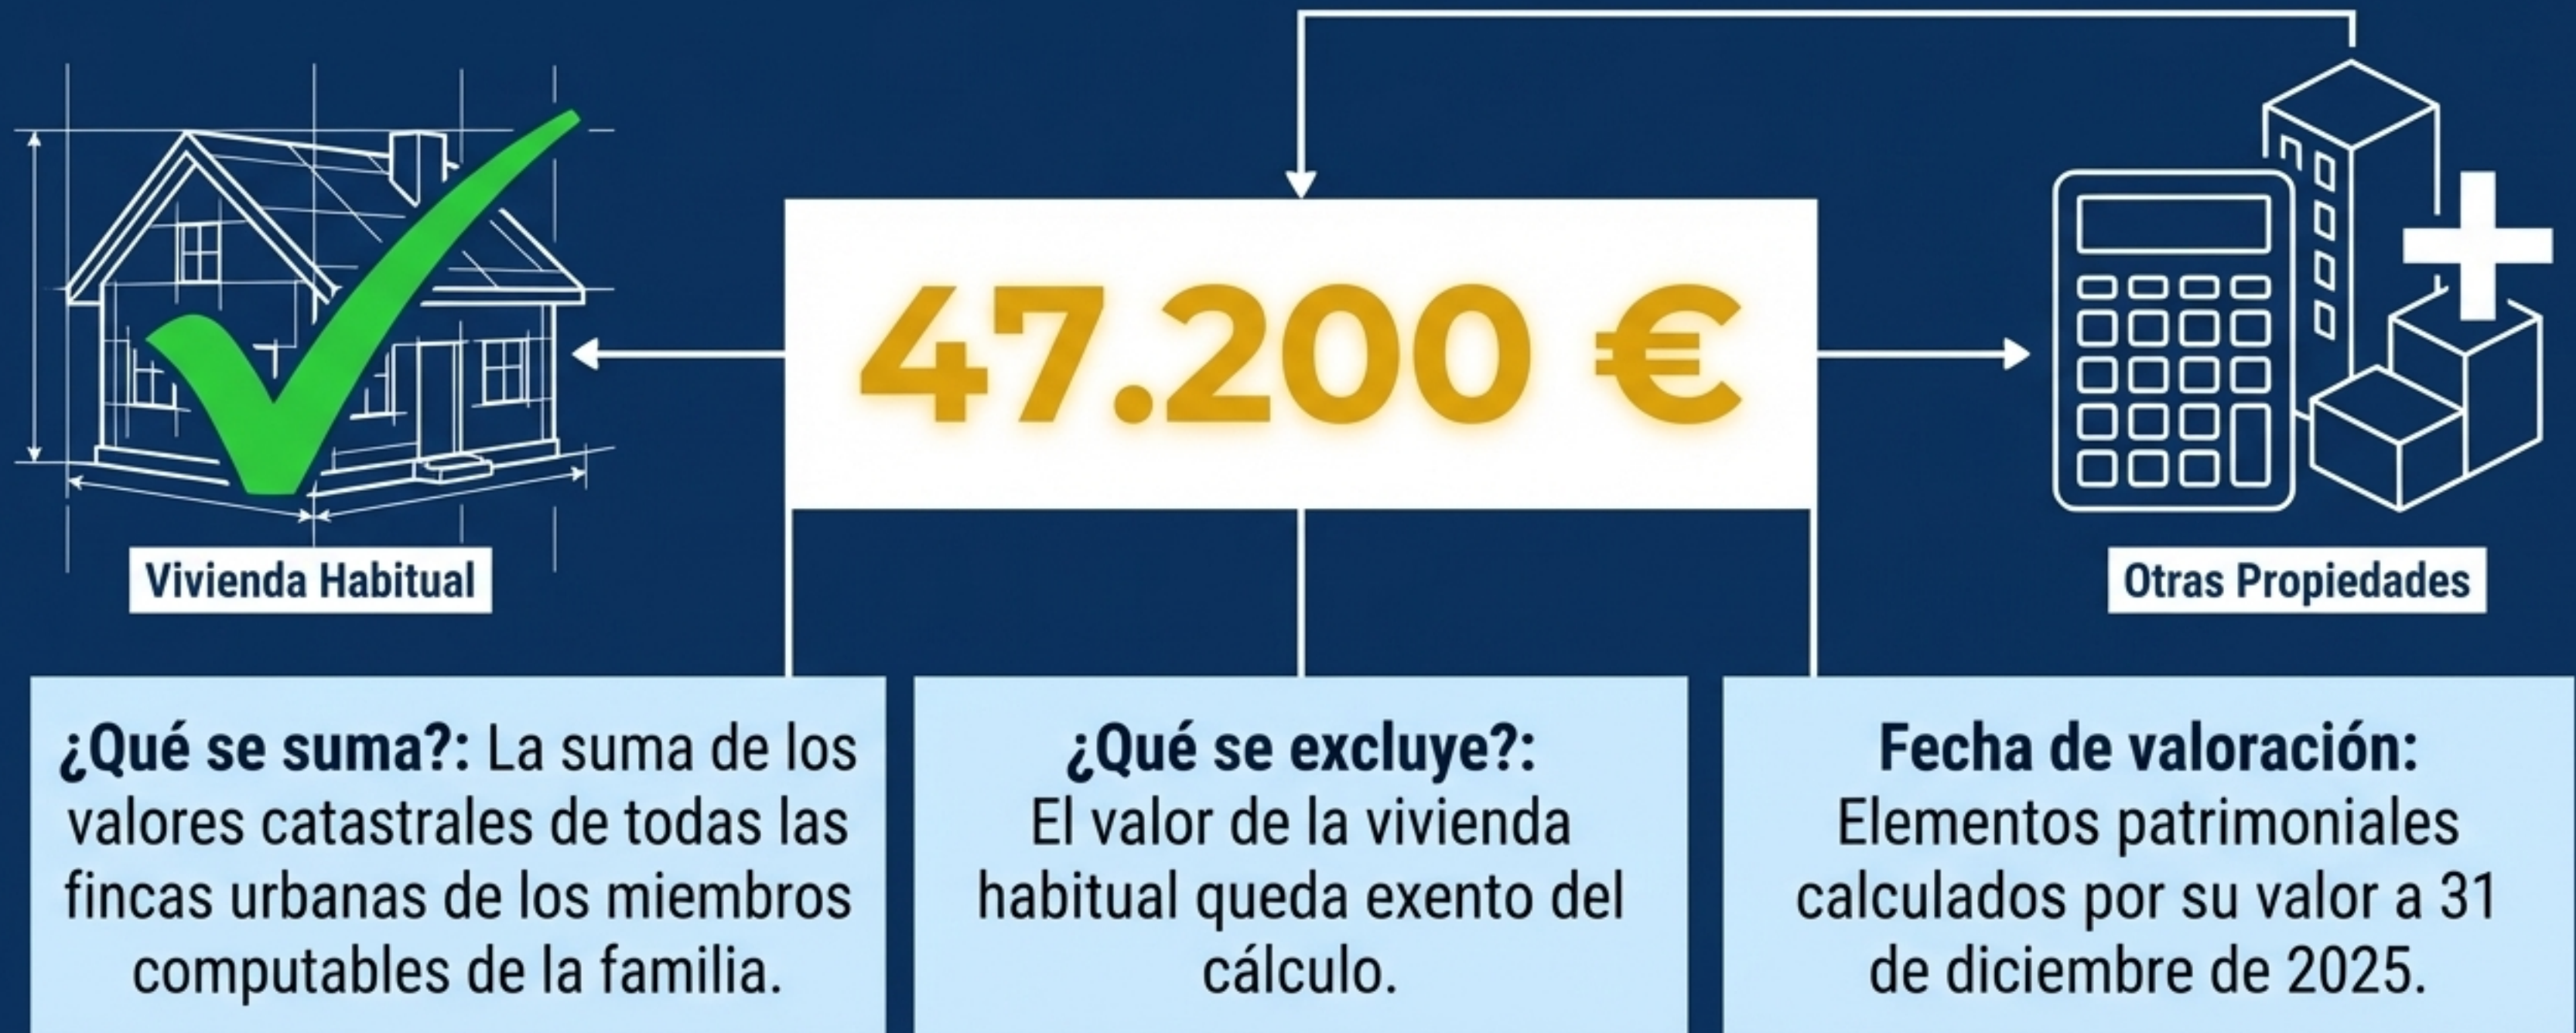 47.200 €
Vivienda Habitual
Otras Propiedades
¿Qué se suma?: La suma de los
valores catastrales de todas las
fincas urbanas de los miembros
computables de la familia.
¿Qué se excluye?:
El valor de la vivienda
habitual queda exento del
cálculo.
Fecha de valoración:
Elementos patrimoniales
calculados por su valor a 31
de diciembre de 2025.